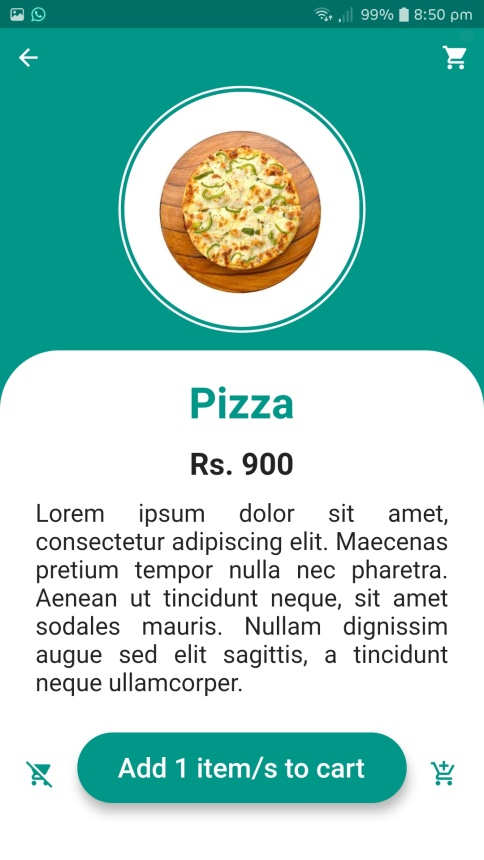 99% 8:50 pm
Pizza
Rs. 900
Lorem ipsum dolor sit amet,
consectetur adipiscing elit. Maecenas
pretium tempor nulla nec pharetra.
Aenean ut tincidunt neque, sit amet
sodales mauris. Nullam dignissim
augue sed elit sagittis, a tincidunt
neque ullamcorper.
Add 1 item/s to cart